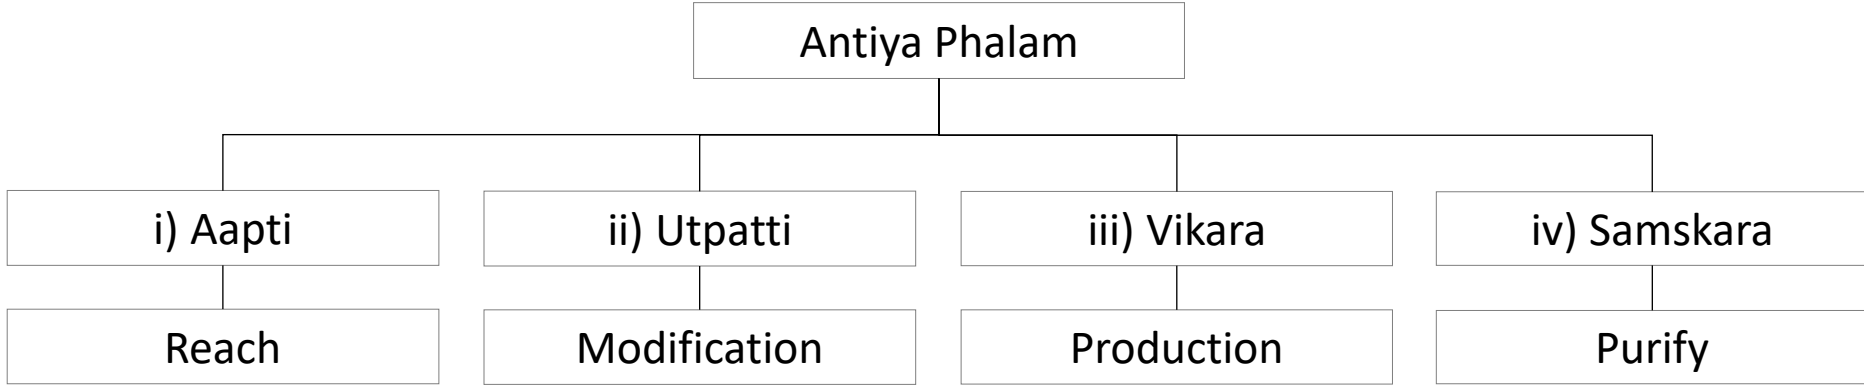 Antiya Phalam
i) Aapti
ii) Utpatti
iii) Vikara
iv) Samskara
Reach
Modification
Production
Purify